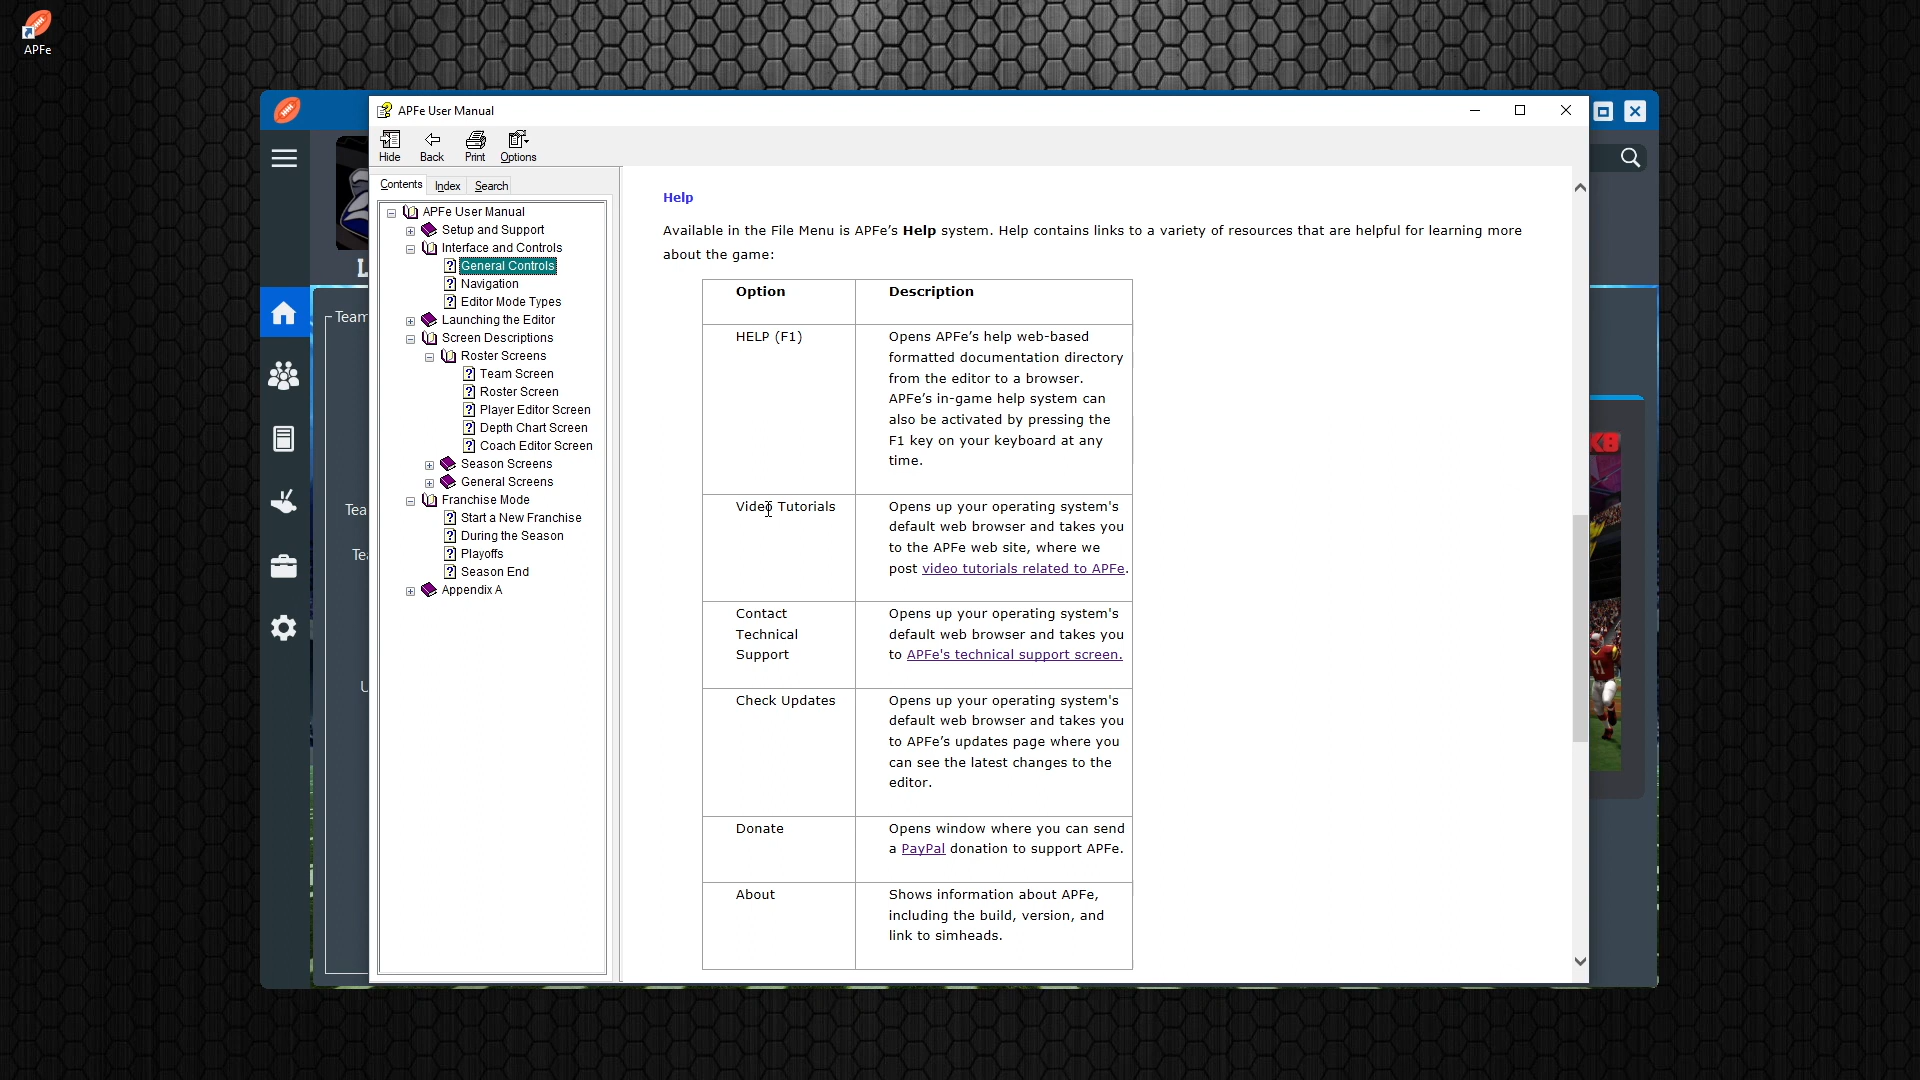 APFe
APFe User Manual
Hide
Back
Print
Options
Contents
Index
Search
APFe User Manual
Setup and Support
Interface and Controls
General Controls
Navigation
Editor Mode Types
Launching the Editor
Screen Descriptions
Roster Screens
Team Screen
Roster Screen
Player Editor Screen
Depth Chart Screen
Coach Editor Screen
Season Screens
General Screens
Franchise Mode
Start a New Franchise
During the Season
Playoffs
Season End
Appendix A
Team
Tea
Tea
U
L
Help
Available in the File Menu is APFe’s Help system. Help contains links to a variety of resources that are helpful for learning more
about the game:
Option
Description
HELP (F1)
Opens APFe’s help web-based
formatted documentation directory
from the editor to a browser.
APFe’s in-game help system can
also be activated by pressing the
F1 key on your keyboard at any
time.
Video Tutorials
Opens up your operating system's
default web browser and takes you
to the APFe web site, where we
post video tutorials related to APFe.
Contact
Technical
Support
Opens up your operating system's
default web browser and takes you
to APFe's technical support screen.
Check Updates
Opens up your operating system's
default web browser and takes you
to APFe’s updates page where you
can see the latest changes to the
editor.
Donate
Opens window where you can send
a PayPal donation to support APFe.
About
Shows information about APFe,
including the build, version, and
link to simheads.
K8
11